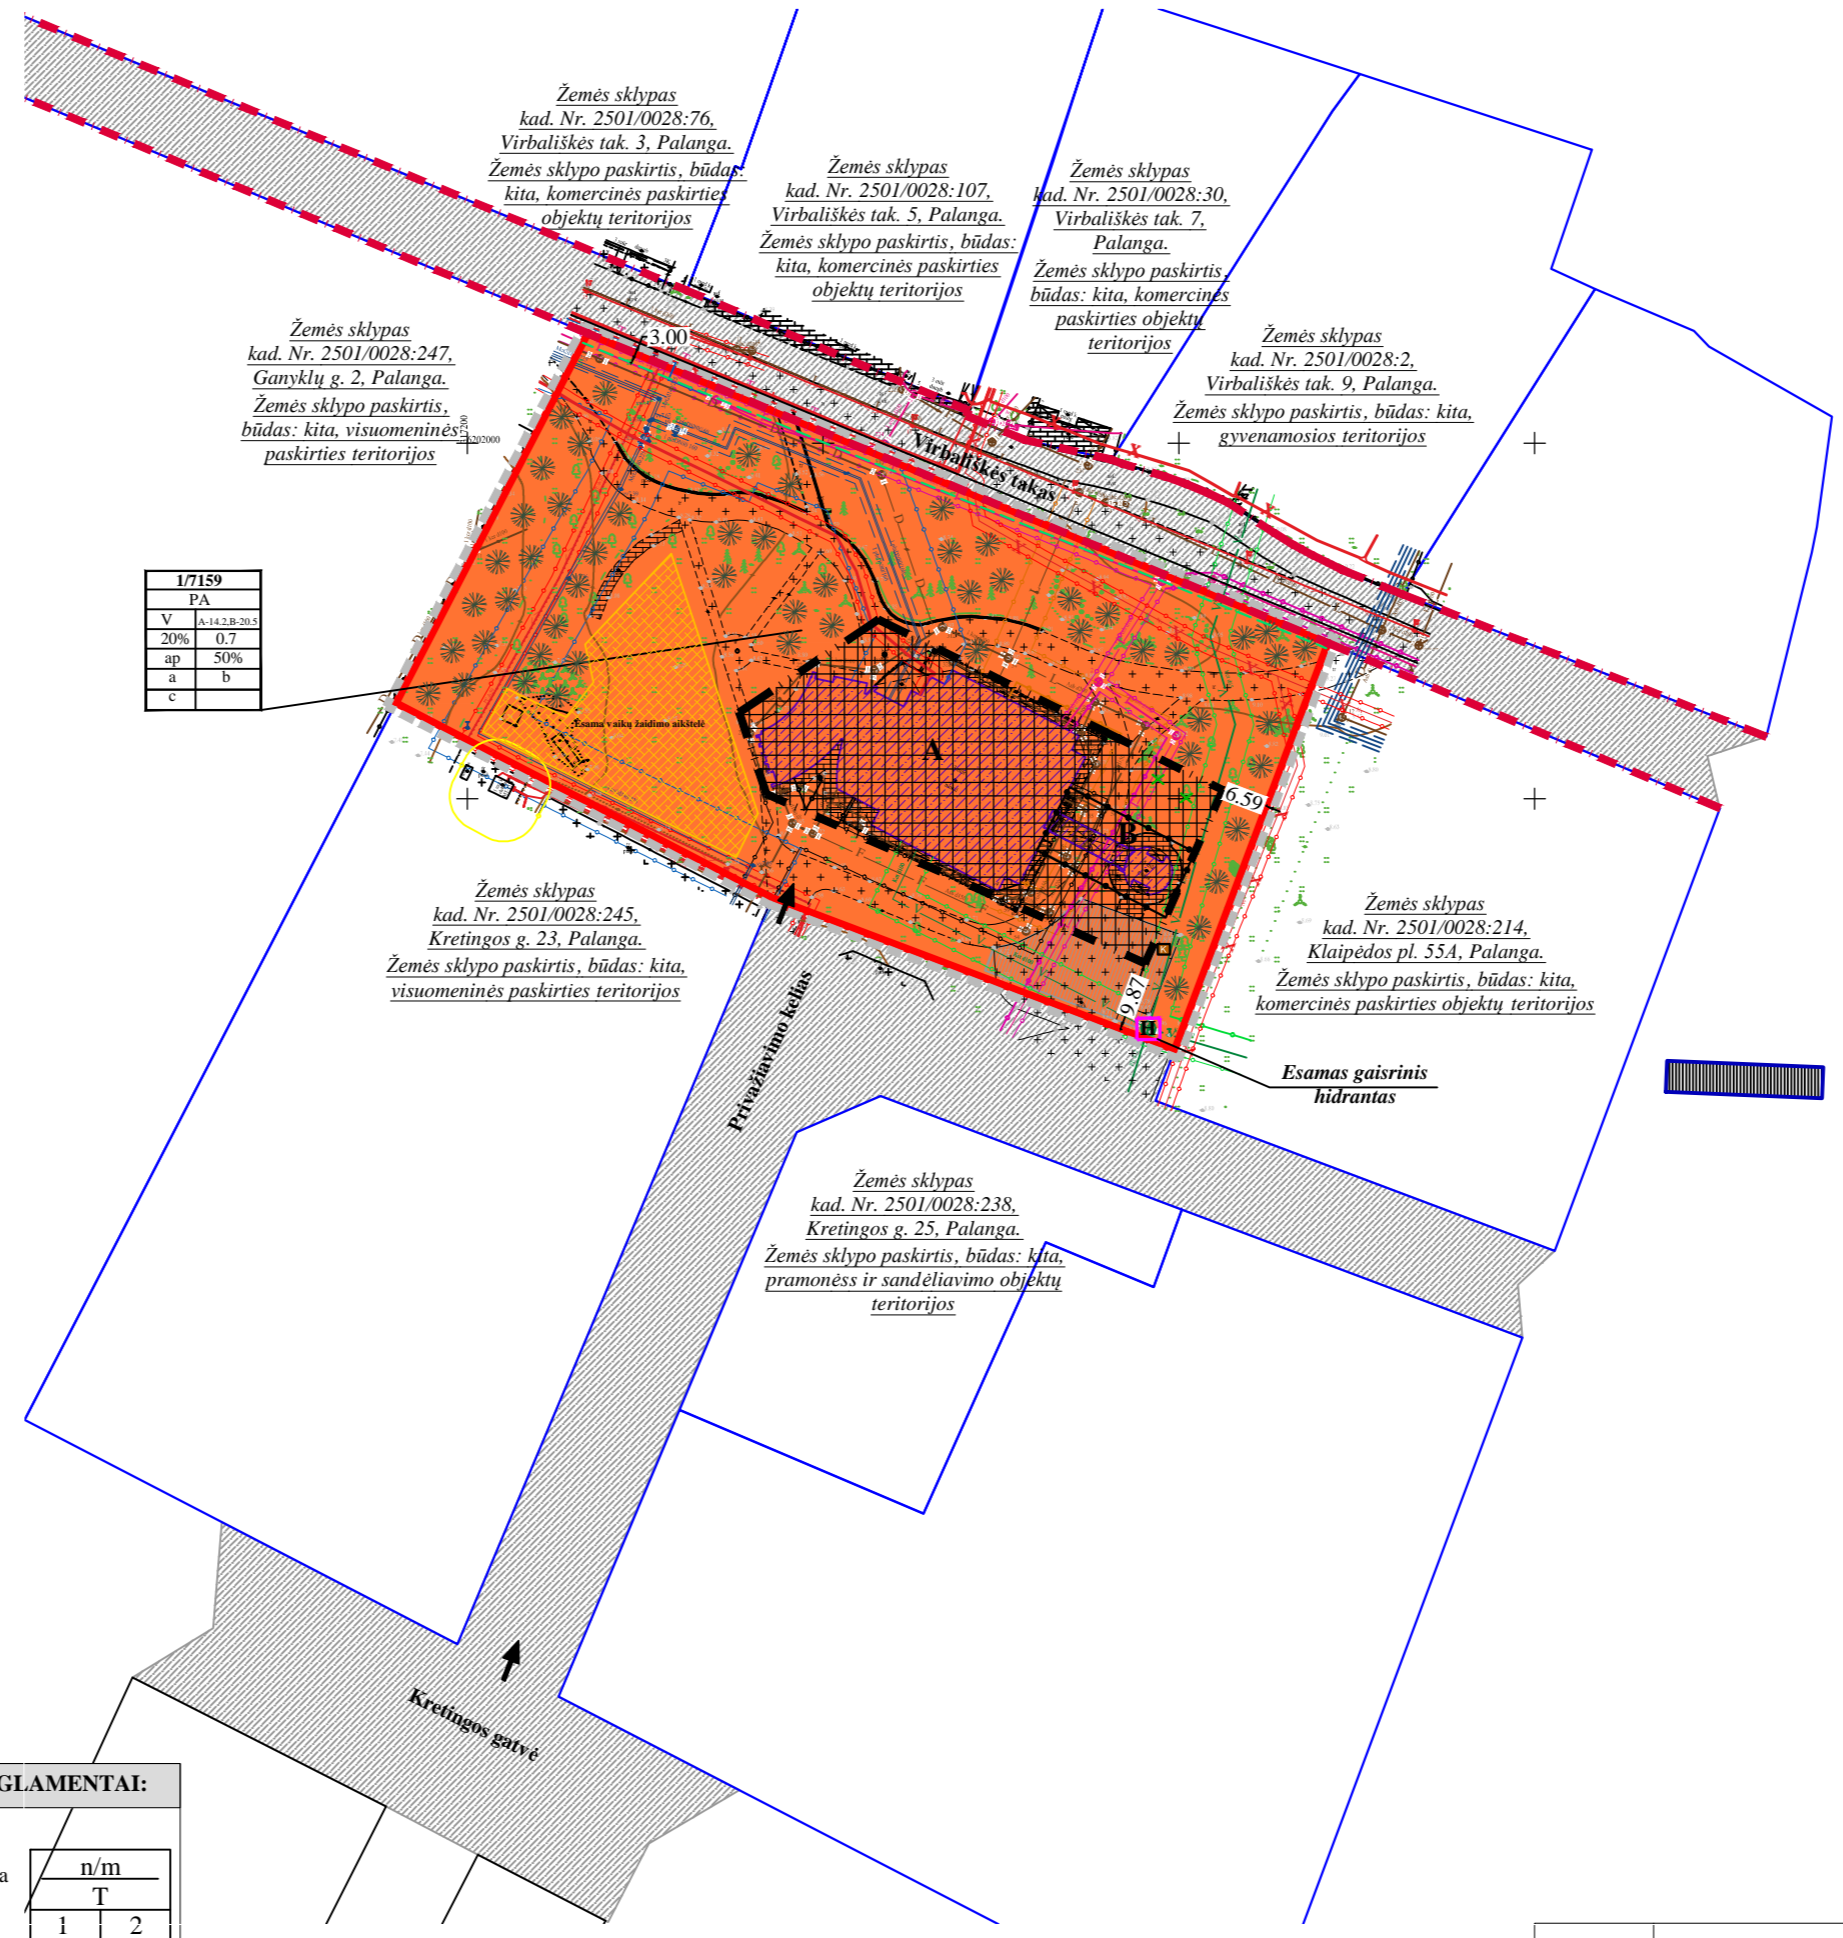 Žemės sklypas
kad. Nr. 2501/0028:76,
Virbališkės tak. 3, Palanga.
Žemės sklypo paskirtis, būdas:
kita, komercinės paskirties
objektų teritorijos
Žemės sklypas
kad. Nr. 2501/0028:107,
Virbališkės tak. 5, Palanga.
Žemės sklypo paskirtis, būdas:
kita, komercinės paskirties
objektų teritorijos
Žemės sklypas
kad. Nr. 2501/0028:30,
Virbališkės tak. 7,
Palanga.
Žemės sklypo paskirtis,
būdas: kita, komercinės
paskirties objektų
teritorijos
Žemės sklypas
kad. Nr. 2501/0028:2,
Virbališkės tak. 9, Palanga.
Žemės sklypo paskirtis, būdas: kita,
gyvenamosios teritorijos
Žemės sklypas
kad. Nr. 2501/0028:247,
Ganyklų g. 2, Palanga.
Žemės sklypo paskirtis,
būdas: kita, visuomeninės
paskirties teritorijos
3.00
Virbališkės takas
1/7159
PA
V A-14.2,B-20.5
20% 0.7
ap 50%
a b
c
Esama vaikų žaidimo aikštelė
A
B
6.59
9.87
K
H
Žemės sklypas
kad. Nr. 2501/0028:245,
Kretingos g. 23, Palanga.
Žemės sklypo paskirtis, būdas: kita,
visuomeninės paskirties teritorijos
Žemės sklypas
kad. Nr. 2501/0028:214,
Klaipėdos pl. 55A, Palanga.
Žemės sklypo paskirtis, būdas: kita,
komercinės paskirties objektų teritorijos
Esamas gaisrinis
hidrantas
Privažiavimo kelias
Žemės sklypas
kad. Nr. 2501/0028:238,
Kretingos g. 25, Palanga.
Žemės sklypo paskirtis, būdas: kita,
pramonėss ir sandėliavimo objektų
teritorijos
Kretingos gatvė
GLAMENTAI:
a
n/m
T
1 2